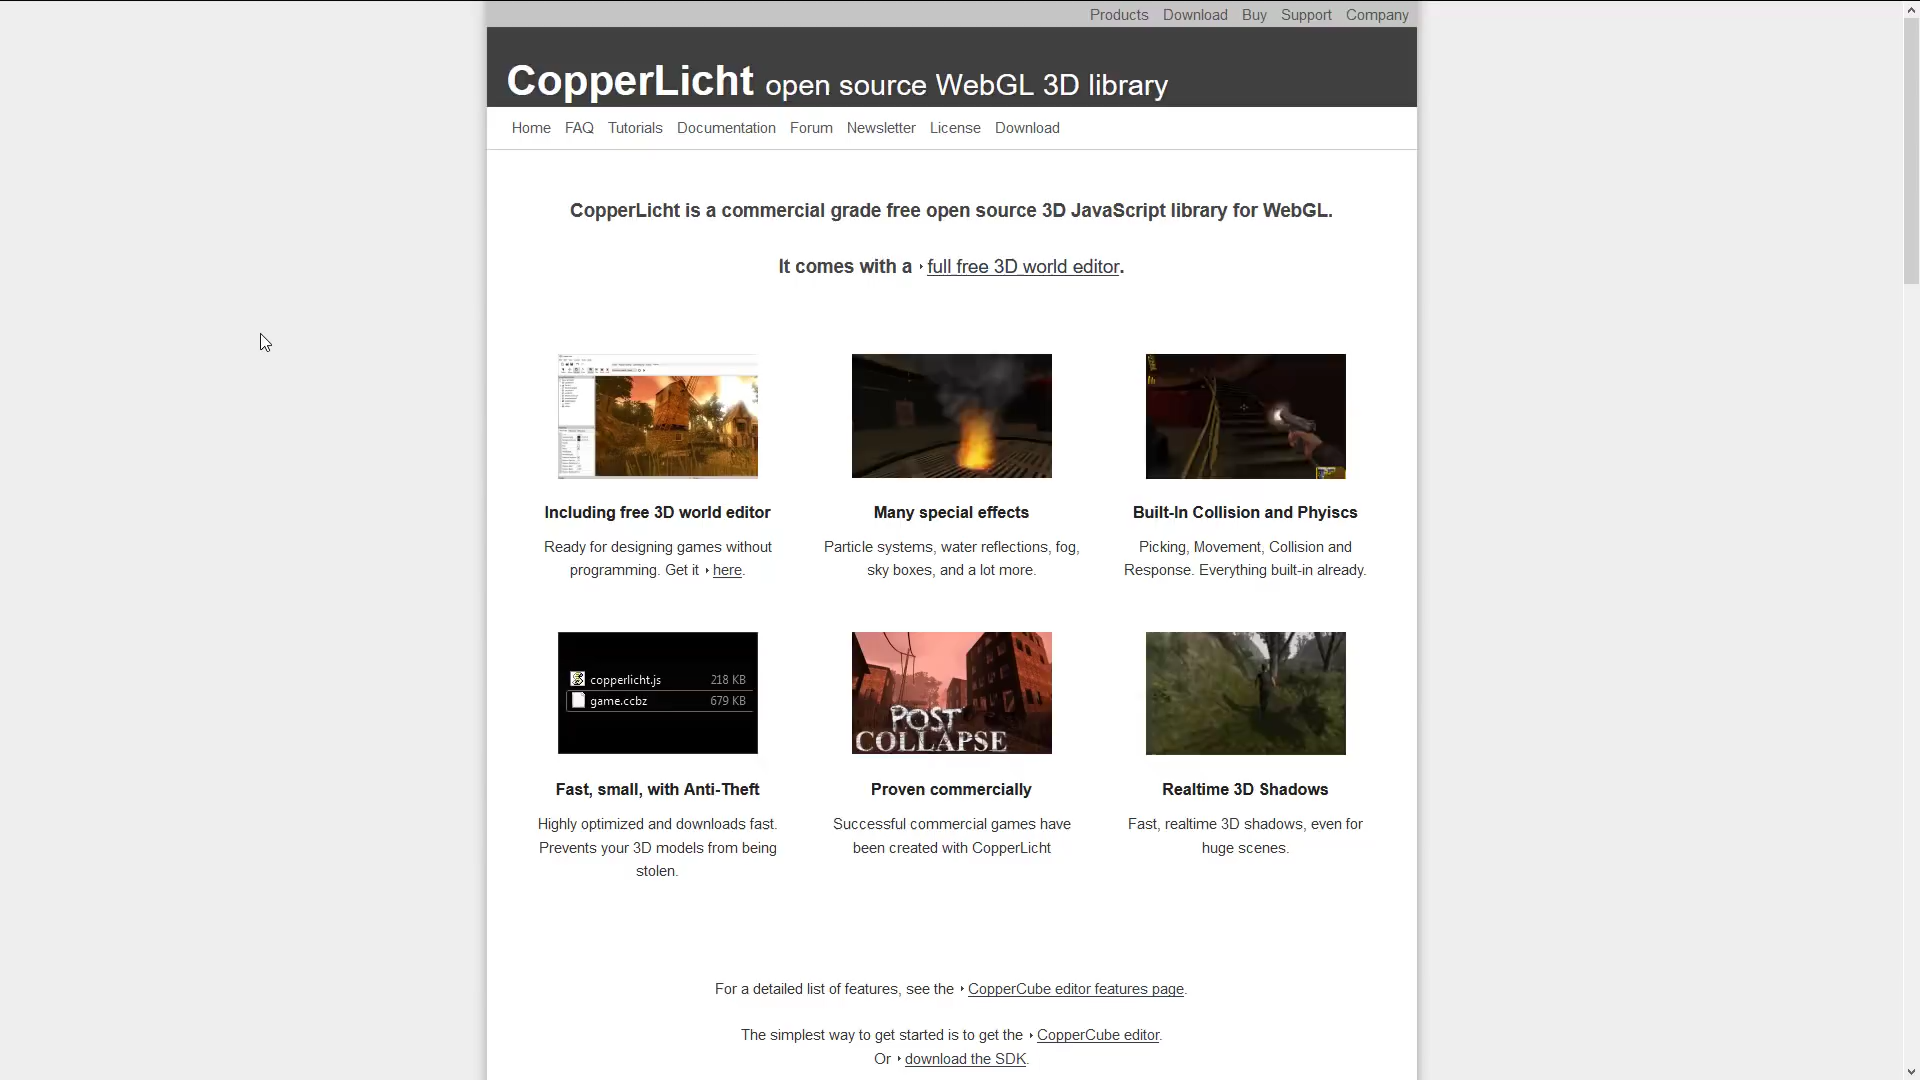 Products Download Buy Support Company
CopperLicht open source WebGL 3D library
Home FAQ Tutorials Documentation Forum Newsletter License Download
CopperLicht is a commercial grade free open source 3D JavaScript library for WebGL.
It comes with a full free 3D world editor.
Including free 3D world editor
Ready for designing games without
programming. Get it here.
Many special effects
Particle systems, water reflections, fog,
sky boxes, and a lot more.
Built-In Collision and Phyiscs
Picking, Movement, Collision and
Response. Everything built-in already.
copperlicht.js 218 KB
game.ccbz 679 KB
POST
COLLAPSE
Fast, small, with Anti-Theft
Highly optimized and downloads fast.
Prevents your 3D models from being
stolen.
Proven commercially
Successful commercial games have
been created with CopperLicht
Realtime 3D Shadows
Fast, realtime 3D shadows, even for
huge scenes.
For a detailed list of features, see the CopperCube editor features page.
The simplest way to get started is to get the CopperCube editor.
Or download the SDK.